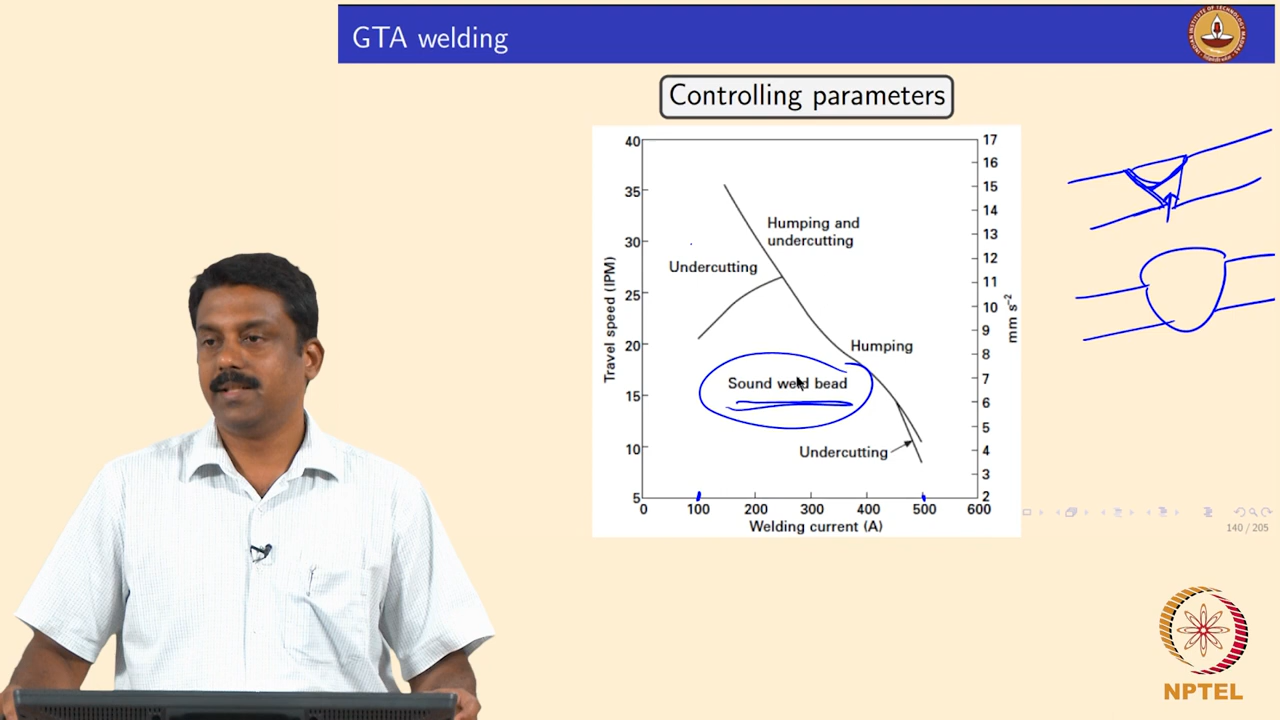 GTA welding
Controlling parameters
40
35
30
25
20
15
10
5
Travel speed (IPM)
17
16
15
14
13
12
11
10
9
8
7
6
5
4
3
2
mm s⁻²
Humping and
undercutting
Undercutting
Humping
Sound weld bead
Undercutting
0 100 200 300 400 500 600
Welding current (A)
140 / 205
NPTEL